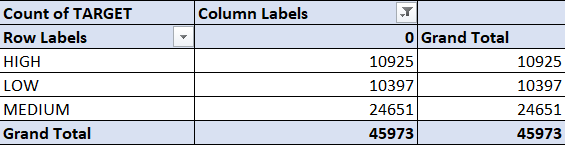 Count of TARGET Column Labels
Row Labels 0 Grand Total
HIGH 10925 10925
LOW 10397 10397
MEDIUM 24651 24651
Grand Total 45973 45973